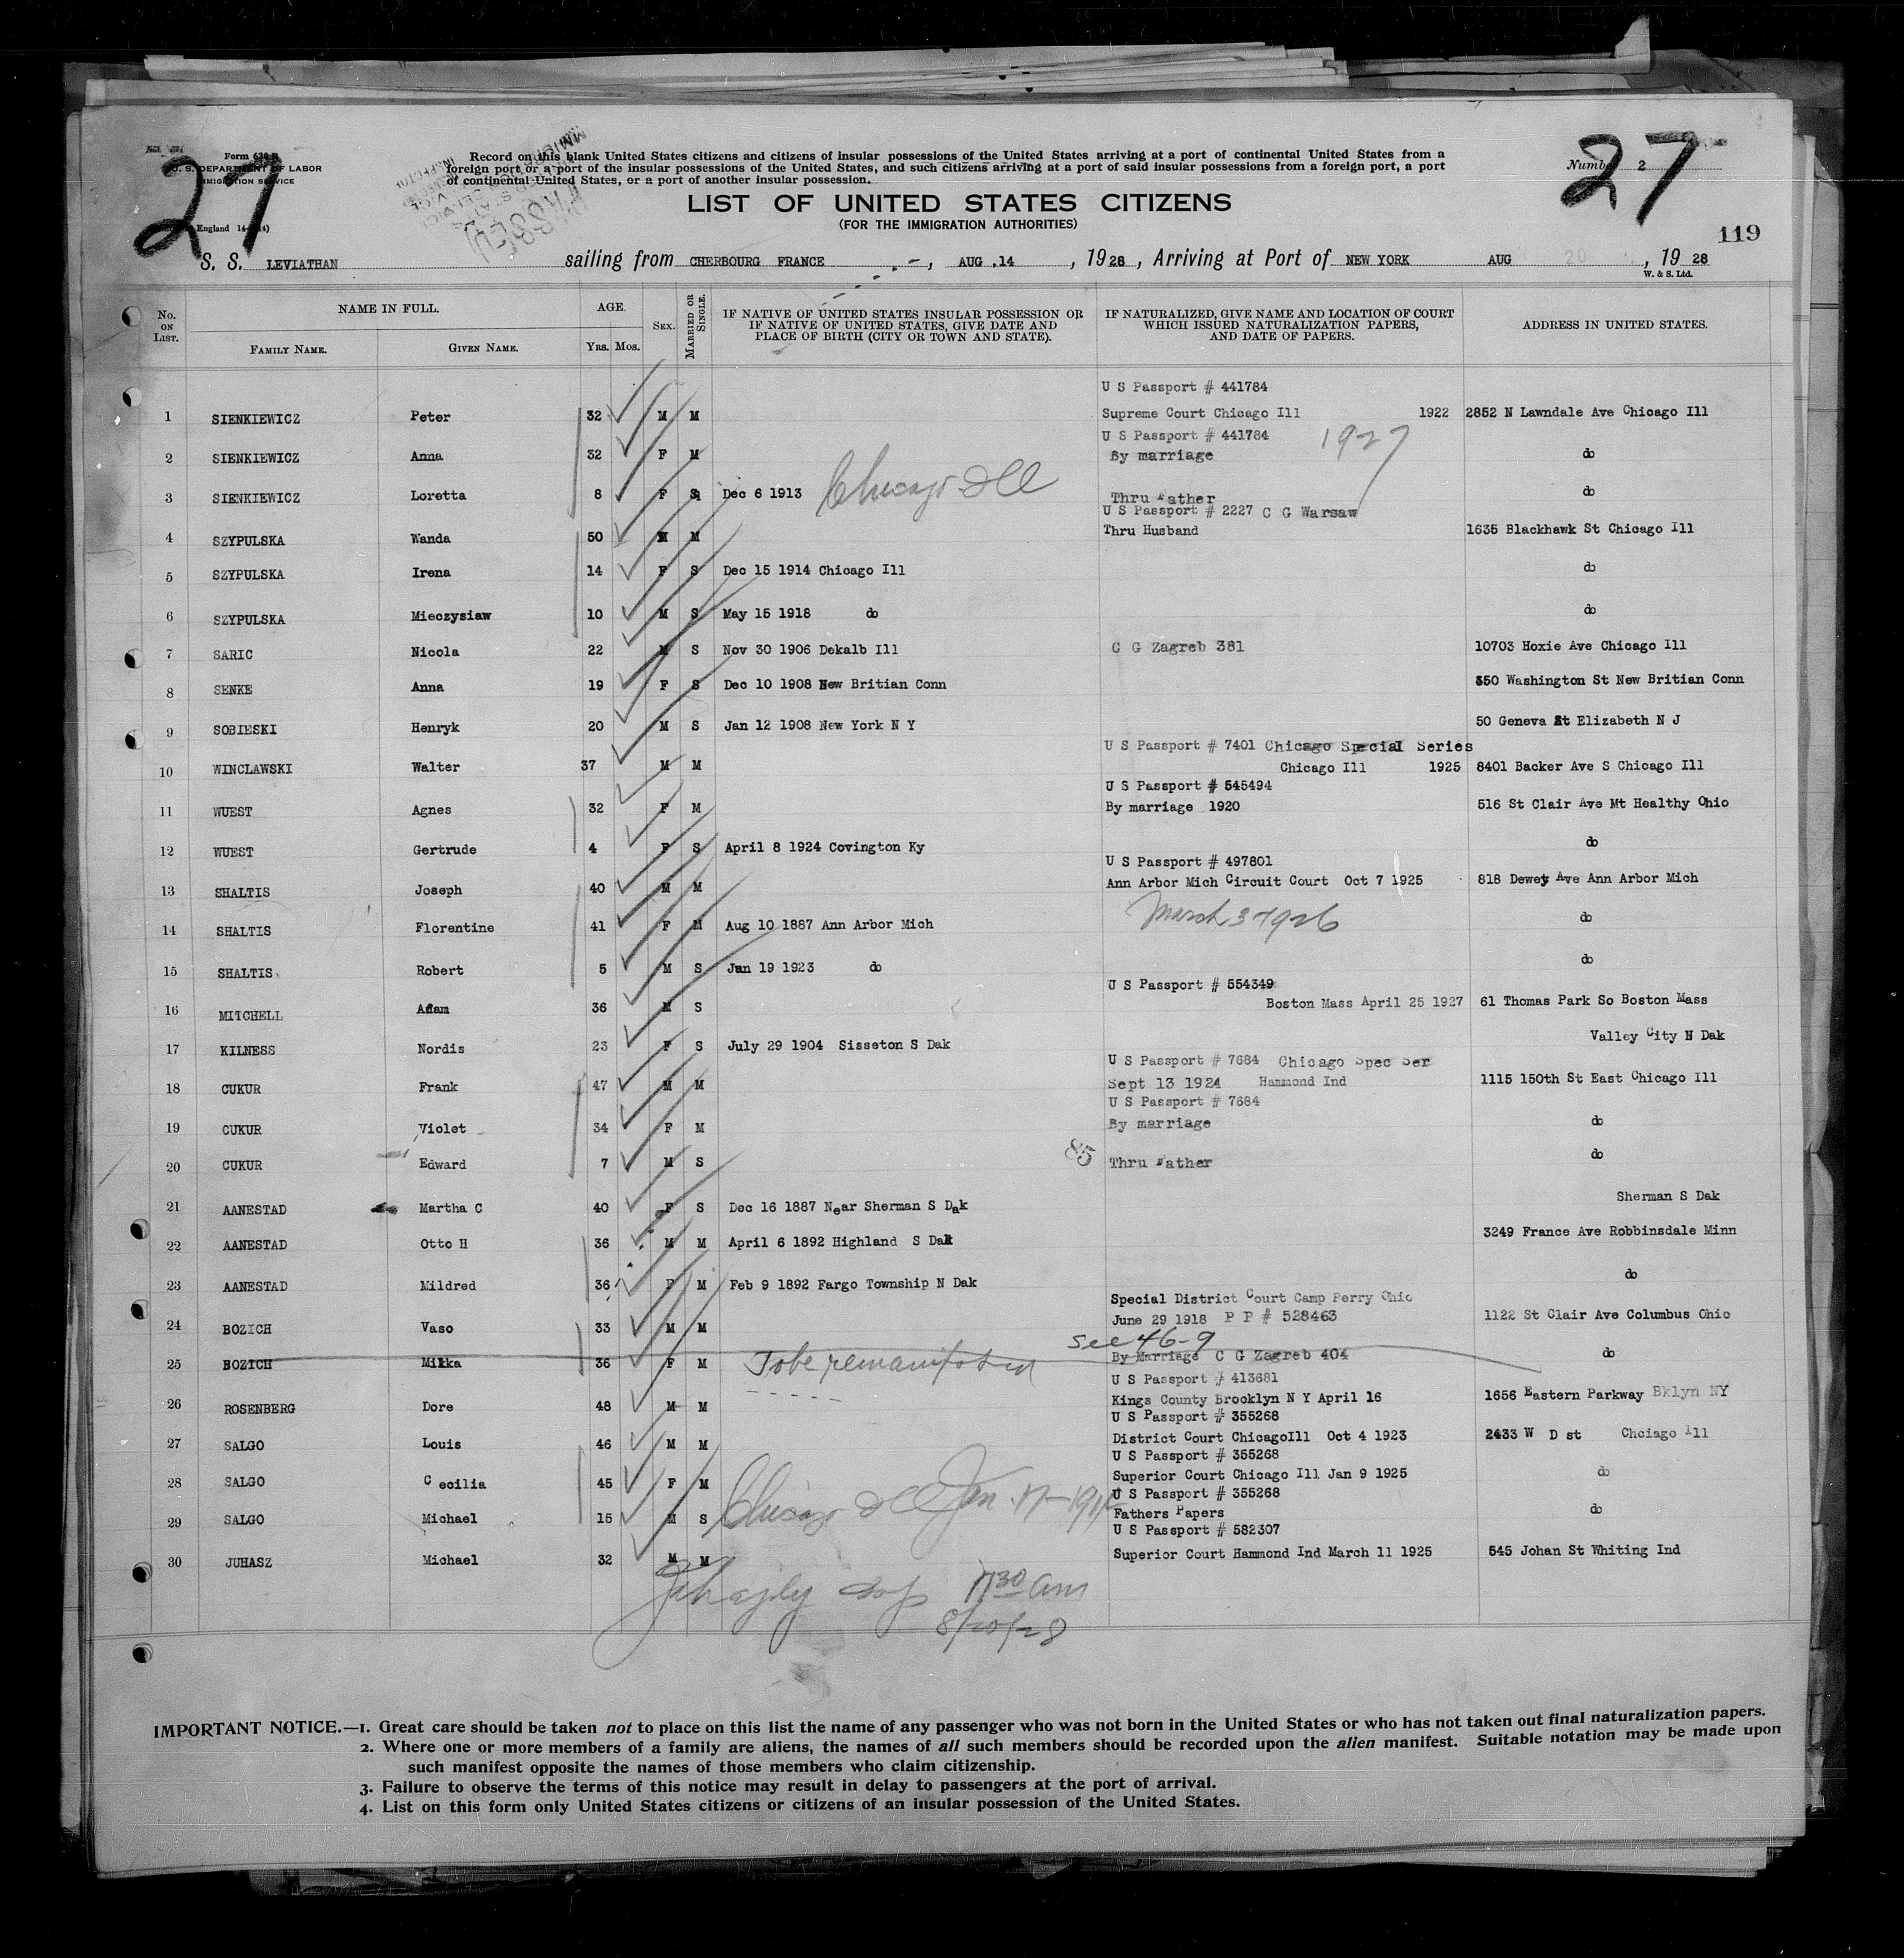 27
27
Form 630 B
U. S. DEPARTMENT OF LABOR
IMMIGRATION SERVICE
England 14-
PASSED
Record on this blank United States citizens and citizens of insular possessions of the United States arriving at a port of continental United States from a
foreign port or a port of the insular possessions of the United States, and such citizens arriving at a port of said insular possessions from a foreign port, a port
of continental United States, or a port of another insular possession.
Number 2
LIST OF UNITED STATES CITIZENS
(FOR THE IMMIGRATION AUTHORITIES)
119
S. S. LEVIATHAN sailing from CHERBOURG FRANCE, AUG ,14, 1928, Arriving at Port of NEW YORK AUG 20, 1928
W. & S. Ltd.
No. ON LIST. NAME IN FULL. FAMILY NAME. GIVEN NAME. AGE. YRS. MOS. SEX. MARRIED OR SINGLE. IF NATIVE OF UNITED STATES INSULAR POSSESSION OR IF NATIVE OF UNITED STATES, GIVE DATE AND PLACE OF BIRTH (CITY OR TOWN AND STATE). IF NATURALIZED, GIVE NAME AND LOCATION OF COURT WHICH ISSUED NATURALIZATION PAPERS, AND DATE OF PAPERS. ADDRESS IN UNITED STATES.
U S Passport # 441784
1 SIENKIEWICZ Peter 32 M M Supreme Court Chicago Ill 1922 2852 N Lawndale Ave Chicago Ill
U S Passport # 441784 1927
2 SIENKIEWICZ Anna 32 F M By marriage do
3 SIENKIEWICZ Loretta 8 F S Dec 6 1913 Chicago Ill Thru Father do
U S Passport # 2227 C G Warsaw
4 SZYPULSKA Wanda 50 M M Thru Husband 1635 Blackhawk St Chicago Ill
5 SZYPULSKA Irena 14 F S Dec 15 1914 Chicago Ill do
6 SZYPULSKA Mieczysiaw 10 M S May 15 1918 do do
7 SARIC Nicola 22 M S Nov 30 1906 Dekalb Ill C G Zagreb 381 10703 Hoxie Ave Chicago Ill
8 SENKE Anna 19 F S Dec 10 1908 New Britian Conn 350 Washington St New Britian Conn
9 SOBIESKI Henryk 20 M S Jan 12 1908 New York N Y 50 Geneva St Elizabeth N J
U S Passport # 7401 Chicago Special Series
10 WINCLAWSKI Walter 37 M M Chicago Ill 1925 8401 Backer Ave S Chicago Ill
U S Passport # 545494
11 WUEST Agnes 32 F M By marriage 1920 516 St Clair Ave Mt Healthy Ohio
12 WUEST Gertrude 4 F S April 8 1924 Covington Ky do
U S Passport # 497801
13 SHALTIS Joseph 40 M M Ann Arbor Mich Circuit Court Oct 7 1925 818 Dewey Ave Ann Arbor Mich
14 SHALTIS Florentine 41 F M Aug 10 1887 Ann Arbor Mich March 3-1926 do
15 SHALTIS Robert 5 M S Jan 19 1923 do do
U S Passport # 554349
16 MITCHELL Adam 36 M S Boston Mass April 25 1927 61 Thomas Park So Boston Mass
17 KILNESS Nordis 23 F S July 29 1904 Sisseton S Dak Valley City N Dak
U S Passport # 7684 Chicago Spec Ser
18 CUKUR Frank 47 M M Sept 13 1924 Hammond Ind 1115 150th St East Chicago Ill
U S Passport # 7684
19 CUKUR Violet 34 F M By marriage do
20 CUKUR Edward 7 M S 85 Thru Father do
21 AANESTAD Martha C 40 F S Dec 16 1887 Near Sherman S Dak Sherman S Dak
22 AANESTAD Otto H 36 M M April 6 1892 Highland S Dak 3249 France Ave Robbinsdale Minn
23 AANESTAD Mildred 36 F M Feb 9 1892 Fargo Township N Dak do
Special District Court Camp Perry Ohio
24 BOZICH Vaso 33 M M June 29 1918 P P # 528463 1122 St Clair Ave Columbus Ohio
see 46-9
25 BOZICH Milka 36 F M To be remanifested By Marriage C G Zagreb 404 do
U S Passport # 413681
26 ROSENBERG Dore 48 M M Kings County Brooklyn N Y April 16 1656 Eastern Parkway Bklyn NY
U S Passport # 355268
27 SALGO Louis 46 M M District Court ChicagoIll Oct 4 1923 2433 W D st Chciago Ill
U S Passport # 355268
28 SALGO Cecilia 45 F M Superior Court Chicago Ill Jan 9 1925 do
U S Passport # 355268
29 SALGO Michael 15 M S Chicago Ill Jan 17-191 Fathers Papers do
U S Passport # 582307
30 JUHASZ Michael 32 M M Superior Court Hammond Ind March 11 1925 545 Johan St Whiting Ind
1130 am
8/20/28
IMPORTANT NOTICE.—1. Great care should be taken not to place on this list the name of any passenger who was not born in the United States or who has not taken out final naturalization papers.
2. Where one or more members of a family are aliens, the names of all such members should be recorded upon the alien manifest. Suitable notation may be made upon
such manifest opposite the names of those members who claim citizenship.
3. Failure to observe the terms of this notice may result in delay to passengers at the port of arrival.
4. List on this form only United States citizens or citizens of an insular possession of the United States.